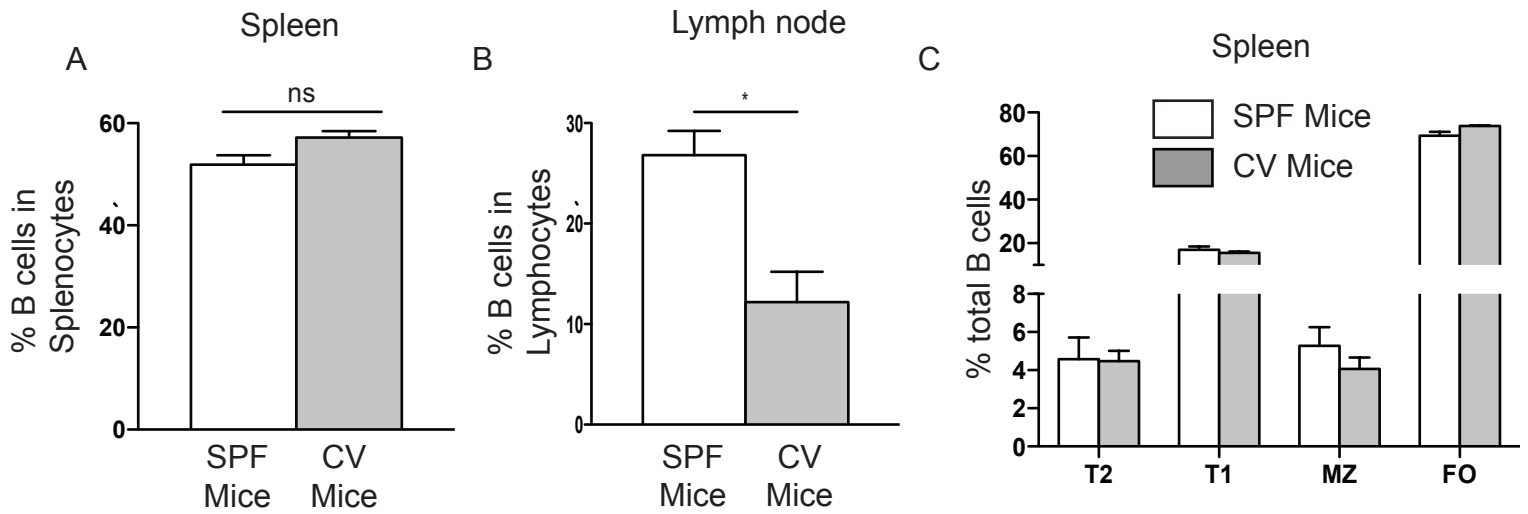 Spleen
A
ns
% B cells in
Splenocytes
60
40
20
0
SPF
Mice
CV
Mice
Lymph node
B
*
% B cells in
Lymphocytes
30
20
10
0
SPF
Mice
CV
Mice
C
Spleen
SPF Mice
CV Mice
% total B cells
80
60
40
20
8
6
4
2
0
T2
T1
MZ
FO